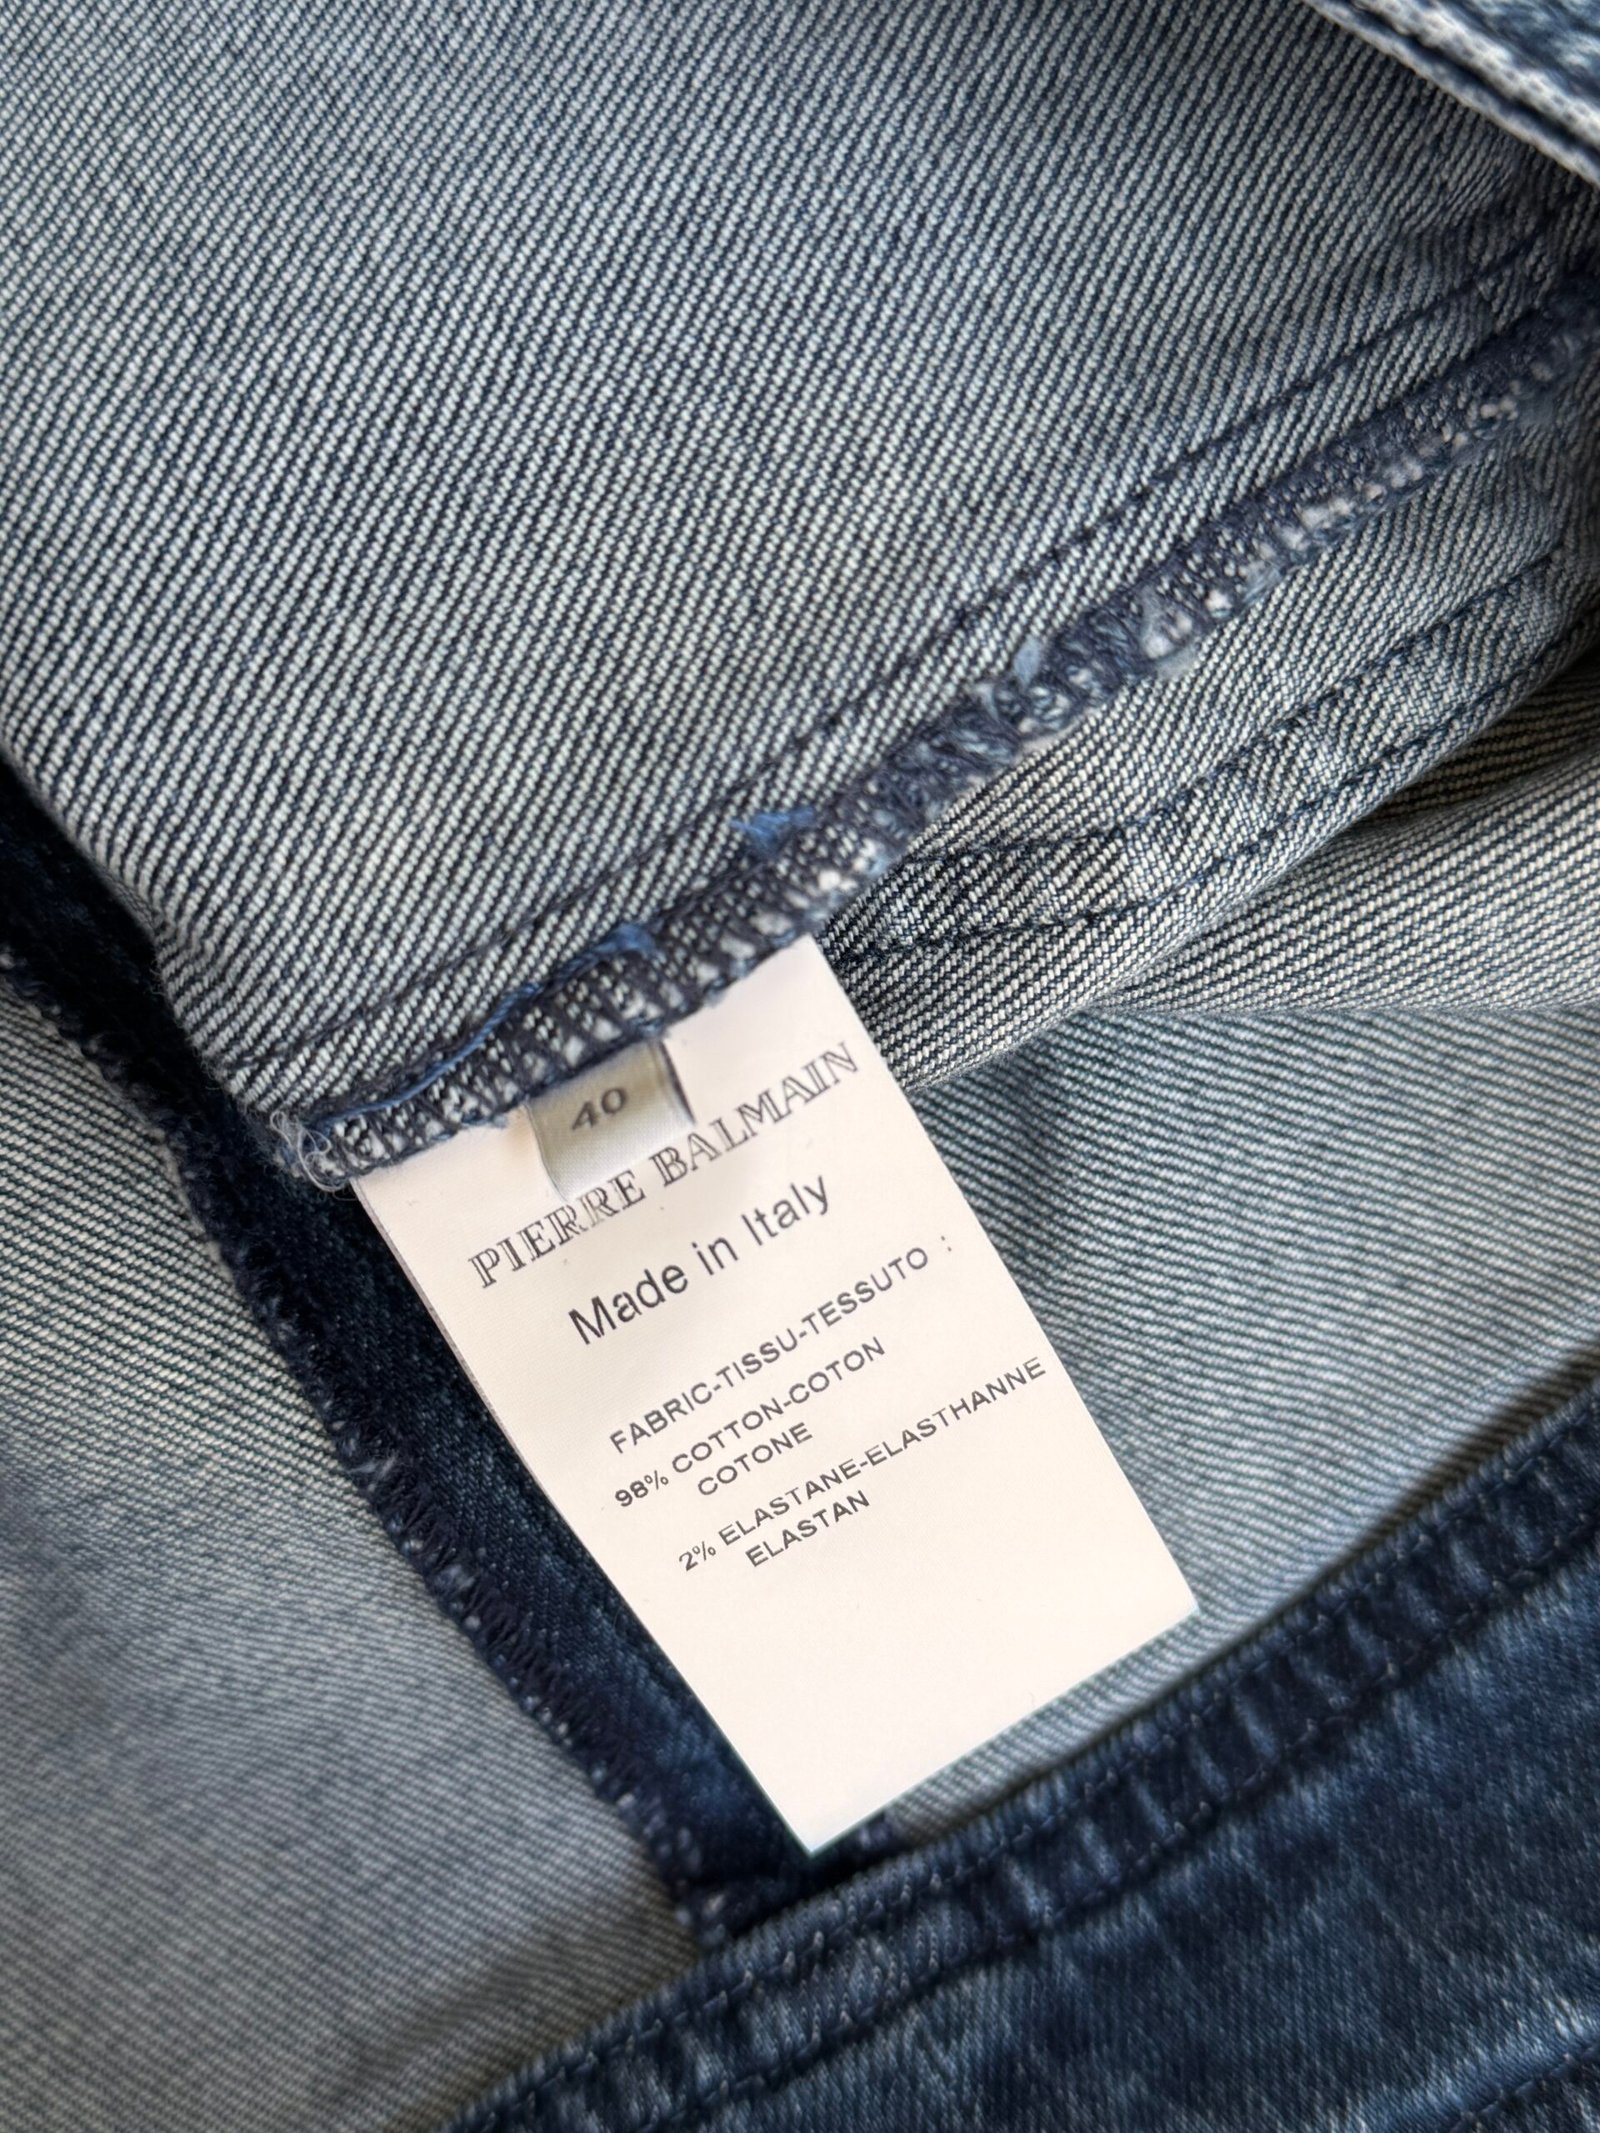 40
PIERRE BALMAIN
Made in Italy
FABRIC-TISSU-TESSUTO :
98% COTTON-COTON
COTONE
2% ELASTANE-ELASTHANNE
ELASTAN